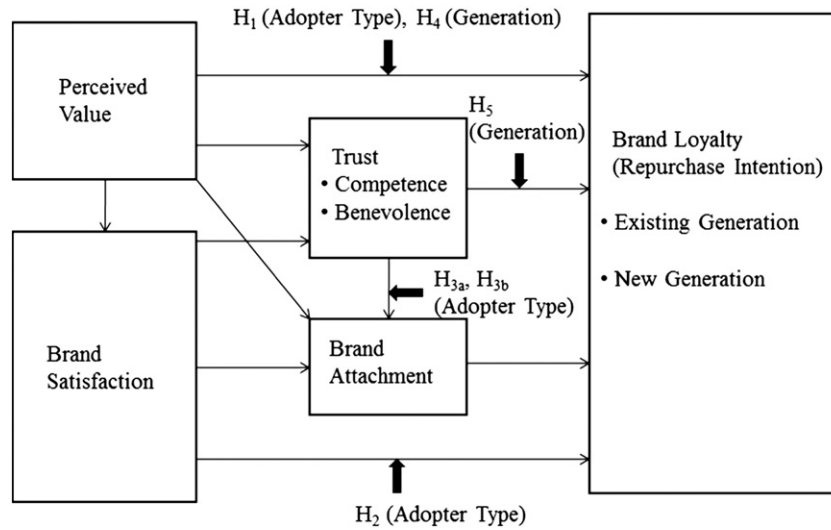 H1 (Adopter Type), H4 (Generation)
Perceived
Value
H5
(Generation)
Trust
• Competence
• Benevolence
Brand Loyalty
(Repurchase Intention)
• Existing Generation
• New Generation
H3a, H3b
(Adopter Type)
Brand
Satisfaction
Brand
Attachment
H2 (Adopter Type)